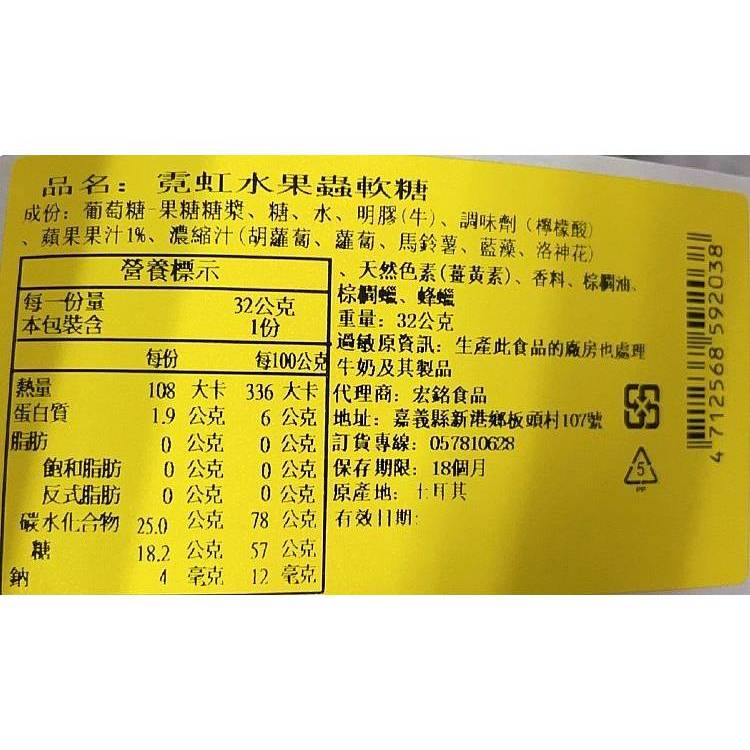 品名: 霓虹水果蟲軟糖
成份: 葡萄糖-果糖糖漿、糖、水、明膠(牛)、調味劑(檸檬酸)
、蘋果果汁1%、濃縮汁(胡蘿蔔、蘿蔔、馬鈴薯、藍藻、洛神花)
、天然色素(薑黃素)、香料、棕櫚油、
棕櫚蠟、蜂蠟
重量: 32公克
過敏原資訊: 生產此食品的廠房也處理
牛奶及其製品
代理商: 宏銘食品
地址: 嘉義縣新港鄉板頭村107號
訂貨專線: 057810628
保存期限: 18個月
原產地: 土耳其
有效日期:
營養標示
每一份量 32公克
本包裝含 1份
每份 每100公克
熱量 108 大卡 336 大卡
蛋白質 1.9 公克 6 公克
脂肪 0 公克 0 公克
飽和脂肪 0 公克 0 公克
反式脂肪 0 公克 0 公克
碳水化合物 25.0 公克 78 公克
糖 18.2 公克 57 公克
鈉 4 毫克 12 毫克
5
PP
4 712568 592038